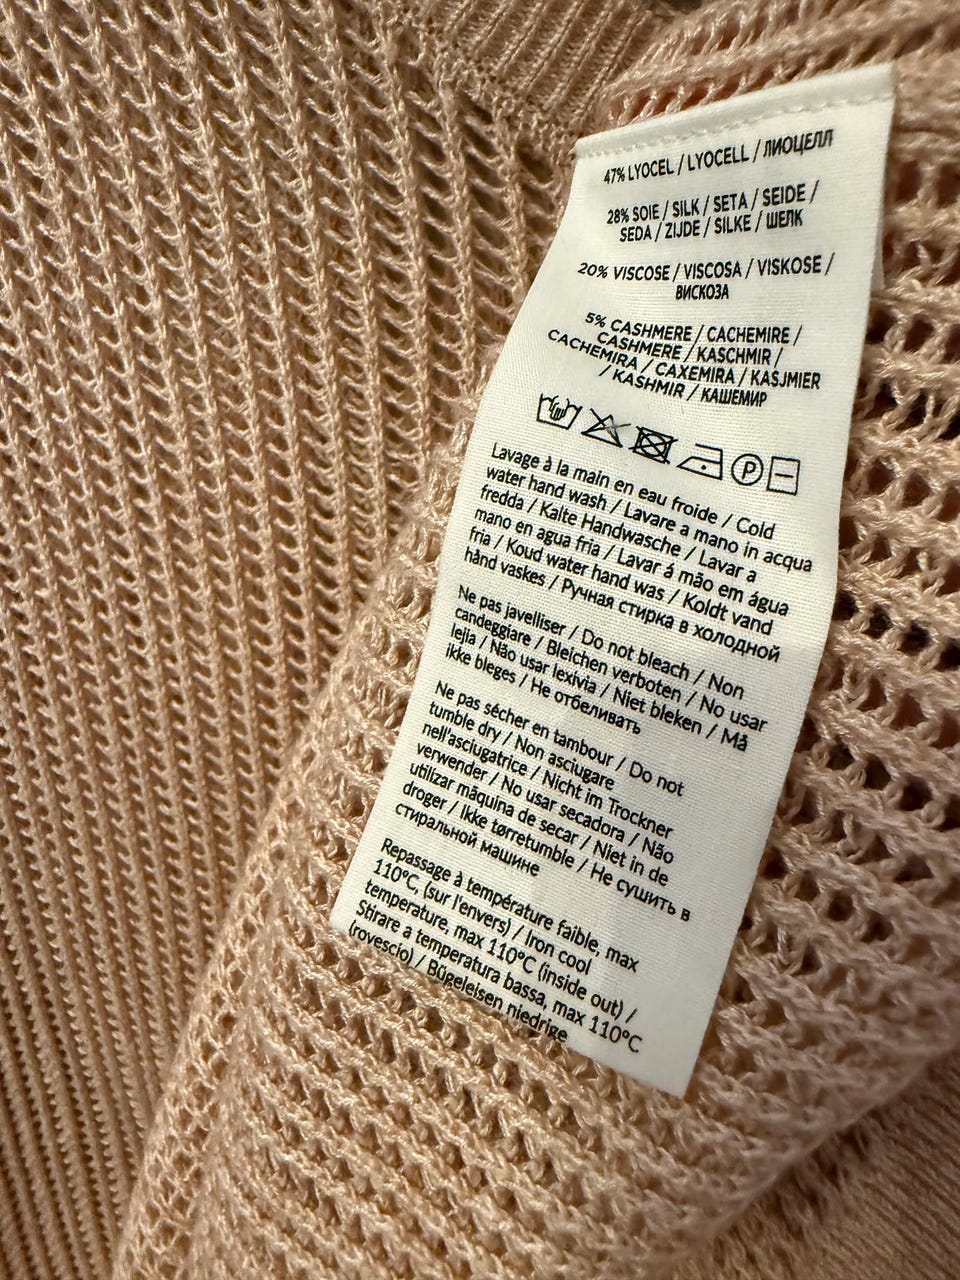 47% LYOCEL / LYOCELL / ЛИОЦЕЛЛ
28% SOIE / SILK / SETA / SEIDE /
SEDA / ZIJDE / SILKE / ШЕЛК
20% VISCOSE / VISCOSA / VISKOSE /
ВИСКОЗА
5% CASHMERE / CACHEMIRE /
CASHMERE / KASCHMIR /
CACHEMIRA / CAXEMIRA / KASJMIER
/ KASHMIR / КАШЕМИР
P
Lavage à la main en eau froide / Cold
water hand wash / Lavare a mano in acqua
fredda / Kalte Handwasche / Lavar a
mano en agua fria / Lavar á mão em água
fria / Koud water hand was / Koldt vand
hånd vaskes / Ручная стирка в холодной
Ne pas javelliser / Do not bleach / Non
candeggiare / Bleichen verboten / No usar
lejia / Não usar lexivia / Niet bleken / Må
ikke bleges / Не отбеливать
Ne pas sécher en tambour / Do not
tumble dry / Non asciugare
nell'asciugatrice / Nicht im Trockner
verwender / No usar secadora / Não
utilizar máquina de secar / Niet in de
droger / Ikke tørretumble / Не сушить в
стиральной машине
Repassage à température faible, max
110°C, (sur l'envers) / Iron cool
temperature, max 110°C (inside out) /
Stirare a temperatura bassa, max 110°C
(rovescio) / Bügeleisen niedrige